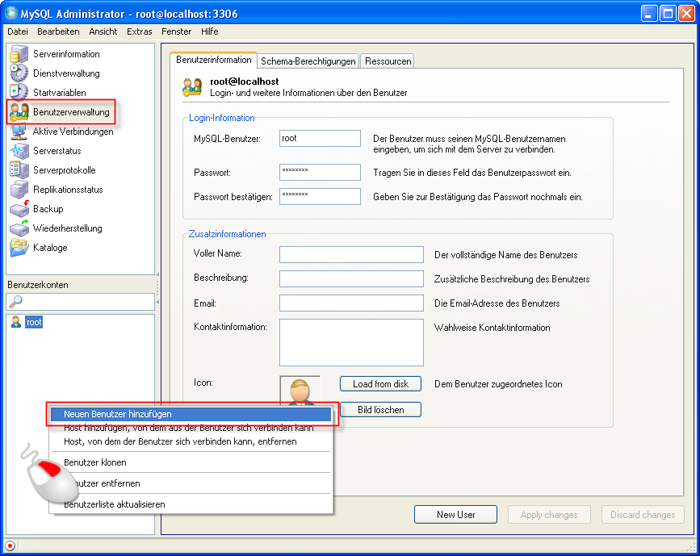 MySQL Administrator - root@localhost:3306
Datei Bearbeiten Ansicht Extras Fenster Hilfe
Serverinformation
Dienstverwaltung
Startvariablen
Benutzerverwaltung
Aktive Verbindungen
Serverstatus
Serverprotokolle
Replikationsstatus
Backup
Wiederherstellung
Kataloge
Benutzerkonten
root
Benutzerinformation Schema-Berechtigungen Ressourcen
root@localhost
Login- und weitere Informationen über den Benutzer
Login-Information
MySQL-Benutzer: root Der Benutzer muss seinen MySQL-Benutzernamen
eingeben, um sich mit dem Server zu verbinden.
Passwort: ******** Tragen Sie in dieses Feld das Benutzerpasswort ein.
Passwort bestätigen: ******** Geben Sie zur Bestätigung das Passwort nochmals ein.
Zusatzinformationen
Voller Name: Der vollständige Name des Benutzers
Beschreibung: Zusätzliche Beschreibung des Benutzers
Email: Die Email-Adresse des Benutzers
Kontaktinformation: Wahlweise Kontaktinformation
Icon: Load from disk Dem Benutzer zugeordnetes Icon
Bild löschen
Neuen Benutzer hinzufügen
Host hinzufügen, von dem aus der Benutzer sich verbinden kann
Host, von dem der Benutzer sich verbinden kann, entfernen
Benutzer klonen
enutzer entfernen
Benutzerliste aktualisieren
New User Apply changes Discard changes